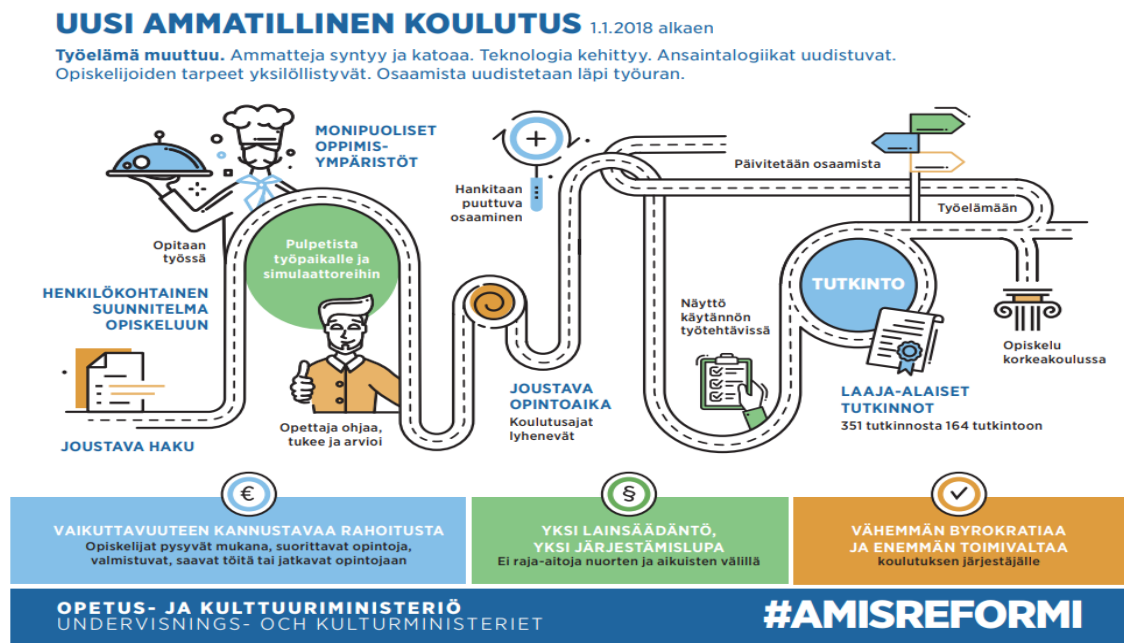 UUSI AMMATILLINEN KOULUTUS 1.1.2018 alkaen
Työelämä muuttuu. Ammatteja syntyy ja katoaa. Teknologia kehittyy. Ansaintalogiikat uudistuvat.
Opiskelijoiden tarpeet yksilöllistyvät. Osaamista uudistetaan läpi työuran.
MONIPUOLISET
OPPIMIS-
YMPÄRISTÖT
Opitaan
työssä
Pulpetista
työpaikalle ja
simulaattoreihin
HENKILÖKOHTAINEN
SUUNNITELMA
OPISKELUUN
JOUSTAVA HAKU
Opettaja ohjaa,
tukee ja arvioi
Hankitaan
puuttuva
osaaminen
JOUSTAVA
OPINTOAIKA
Koulutusajat
lyhenevät
Näyttö
käytännön
työtehtävissä
Päivitetään osaamista
Työelämään
TUTKINTO
Opiskelu
korkeakoulussa
LAAJA-ALAISET
TUTKINNOT
351 tutkinnosta 164 tutkintoon
€
VAIKUTTAVUUTEEN KANNUSTAVAA RAHOITUSTA
Opiskelijat pysyvät mukana, suorittavat opintoja,
valmistuvat, saavat töitä tai jatkavat opintojaan
§
YKSI LAINSÄÄDÄNTÖ,
YKSI JÄRJESTÄMISLUPA
Ei raja-aitoja nuorten ja aikuisten välillä
VÄHEMMÄN BYROKRATIAA
JA ENEMMÄN TOIMIVALTAA
koulutuksen järjestäjälle
OPETUS- JA KULTTUURIMINISTERIÖ
UNDERVISNINGS- OCH KULTURMINISTERIET
#AMISREFORMI